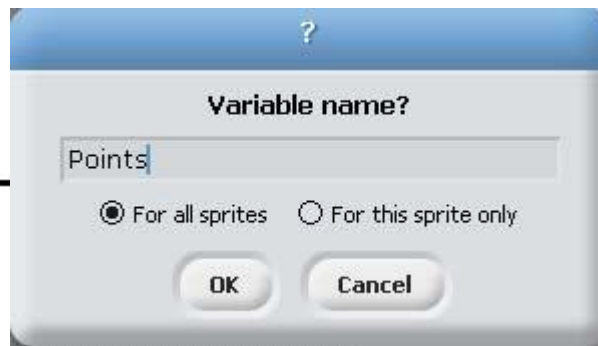 ?
Variable name?
Points
For all sprites For this sprite only
OK Cancel